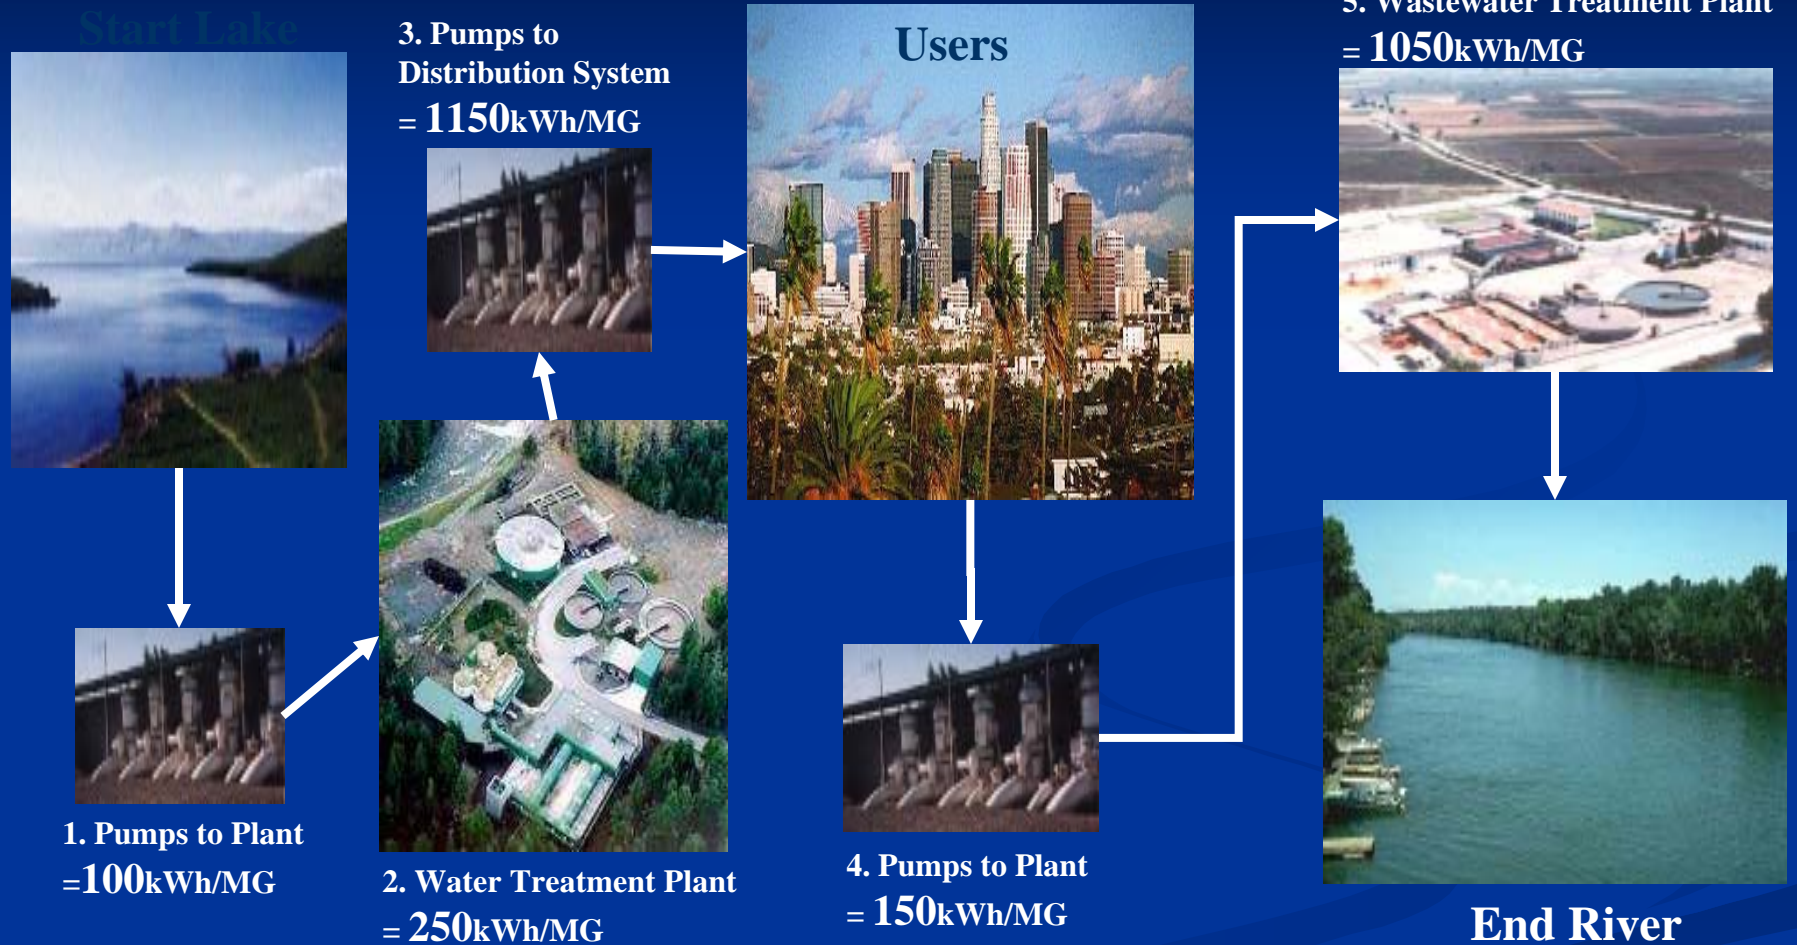 Start Lake
3. Pumps to
Distribution System
= 1150kWh/MG
Users
5. Wastewater Treatment Plant
= 1050kWh/MG
1. Pumps to Plant
=100kWh/MG
2. Water Treatment Plant
= 250kWh/MG
4. Pumps to Plant
= 150kWh/MG
End River